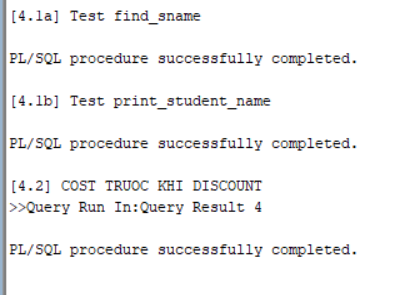 [4.1a] Test find_sname
PL/SQL procedure successfully completed.
[4.1b] Test print_student_name
PL/SQL procedure successfully completed.
[4.2] COST TRUOC KHI DISCOUNT
>>Query Run In:Query Result 4
PL/SQL procedure successfully completed.